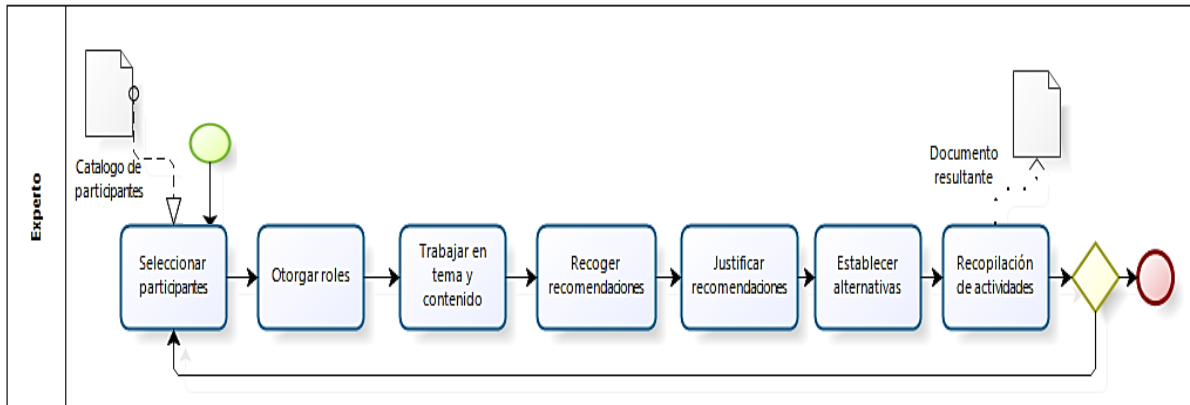 Experto
Catalogo de
participantes
Documento
resultante
Seleccionar
participantes
Otorgar roles
Trabajar en
tema y
contenido
Recoger
recomendaciones
Justificar
recomendaciones
Establecer
alternativas
Recopilación
de actividades